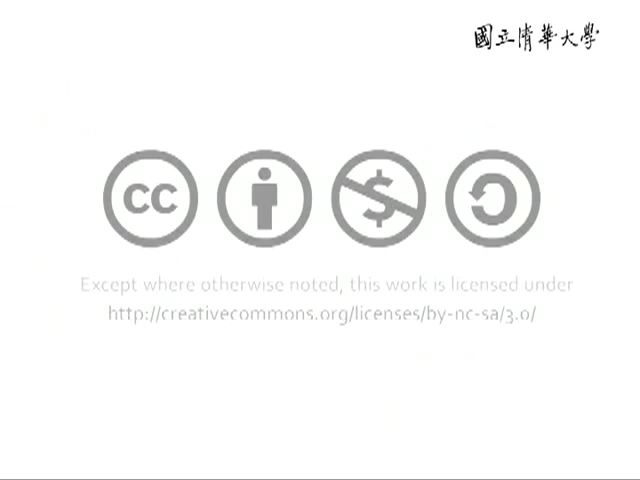 國立清華大學
cc
$
Except where otherwise noted, this work is licensed under
http://creativecommons.org/licenses/by-nc-sa/3.0/